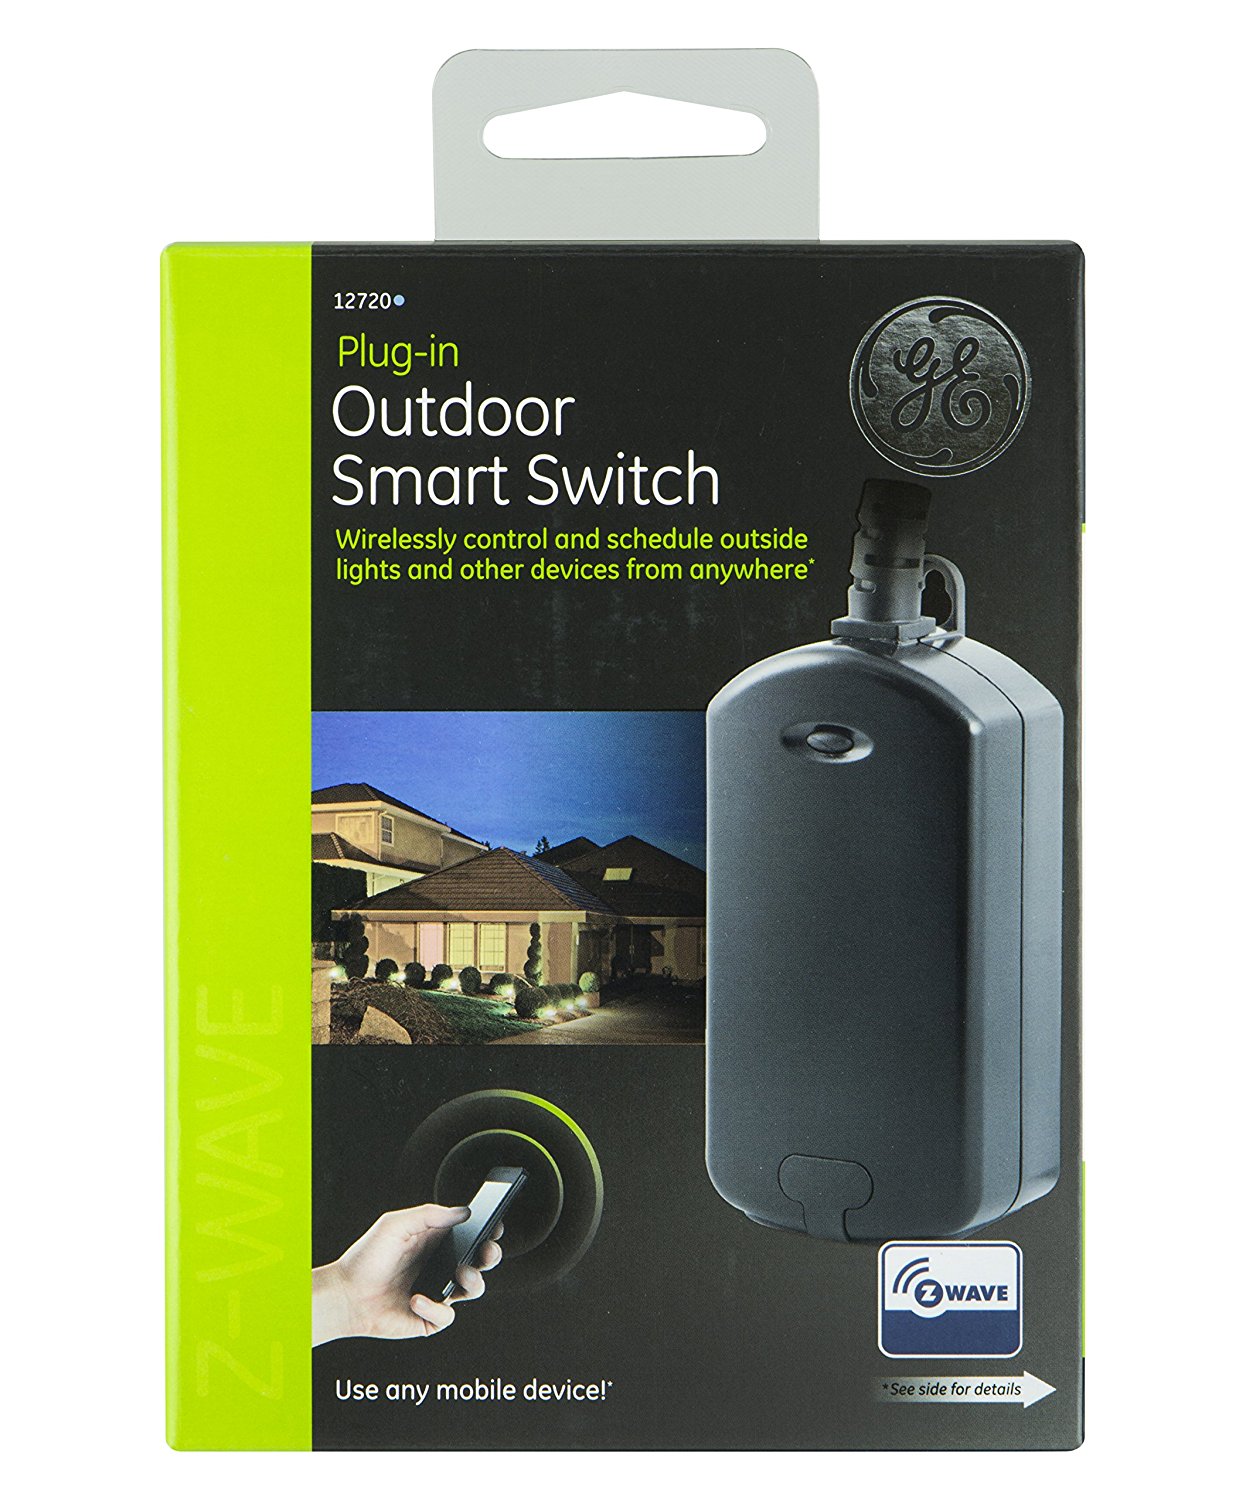 12720
Plug-in
GE
Outdoor
Smart Switch
Wirelessly control and schedule outside
lights and other devices from anywhere*
Z-WAVE
Z WAVE
Use any mobile device!*
*See side for details